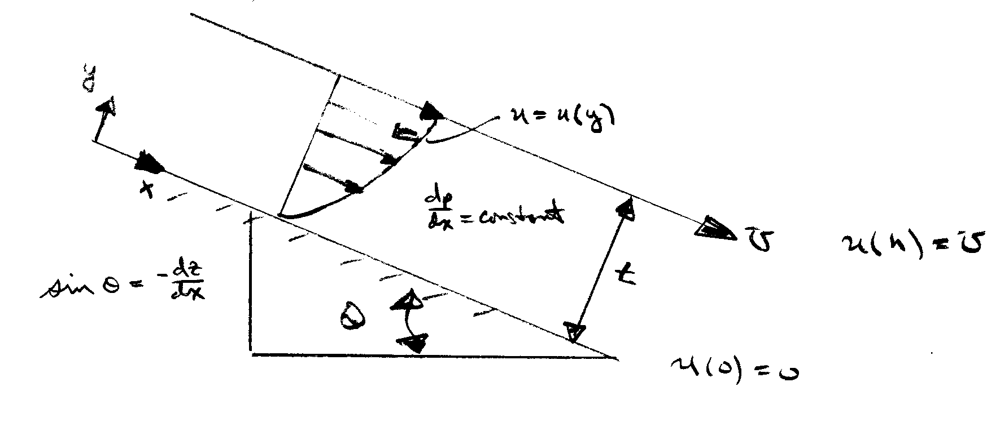 y
u = u(y)
x
dp/dx = constant
U
u(h) = U
t
sin θ = -dz/dx
θ
u(0) = 0